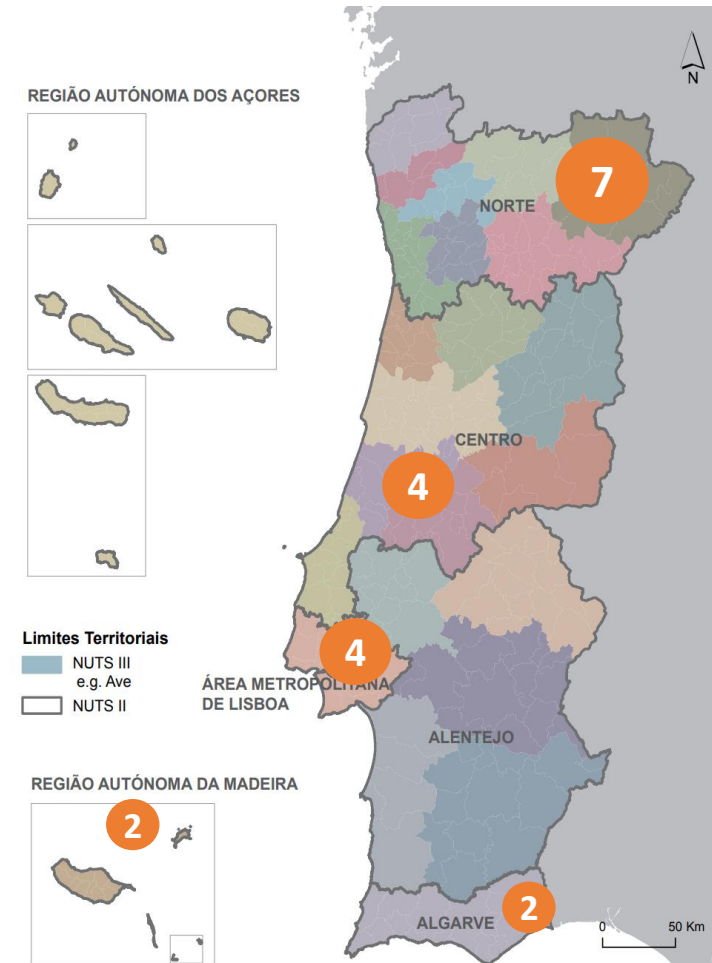 N
REGIÃO AUTÓNOMA DOS AÇORES
7
NORTE
CENTRO
4
Limites Territoriais
NUTS III
e.g. Ave
NUTS II
4
ÁREA METROPOLITANA
DE LISBOA
ALENTEJO
REGIÃO AUTÓNOMA DA MADEIRA
2
2
ALGARVE
0 50 Km